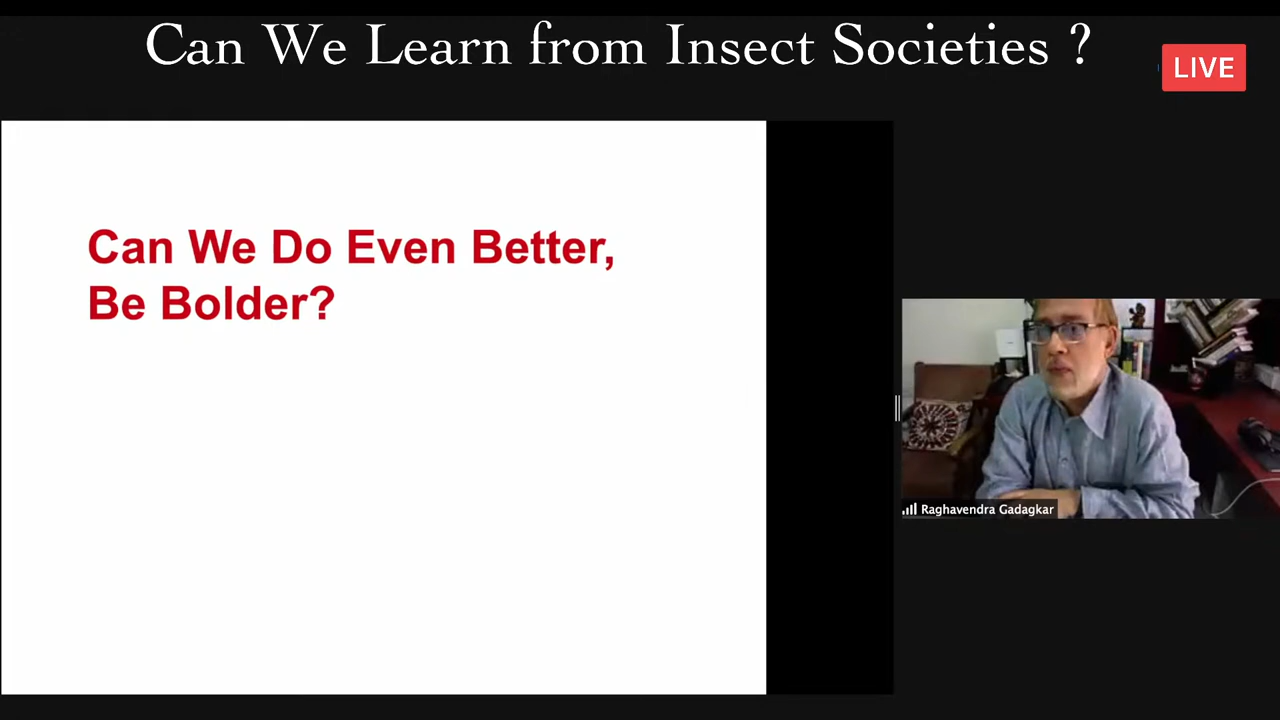 Can We Learn from Insect Societies ?
LIVE
Can We Do Even Better,
Be Bolder?
Raghavendra Gadagkar